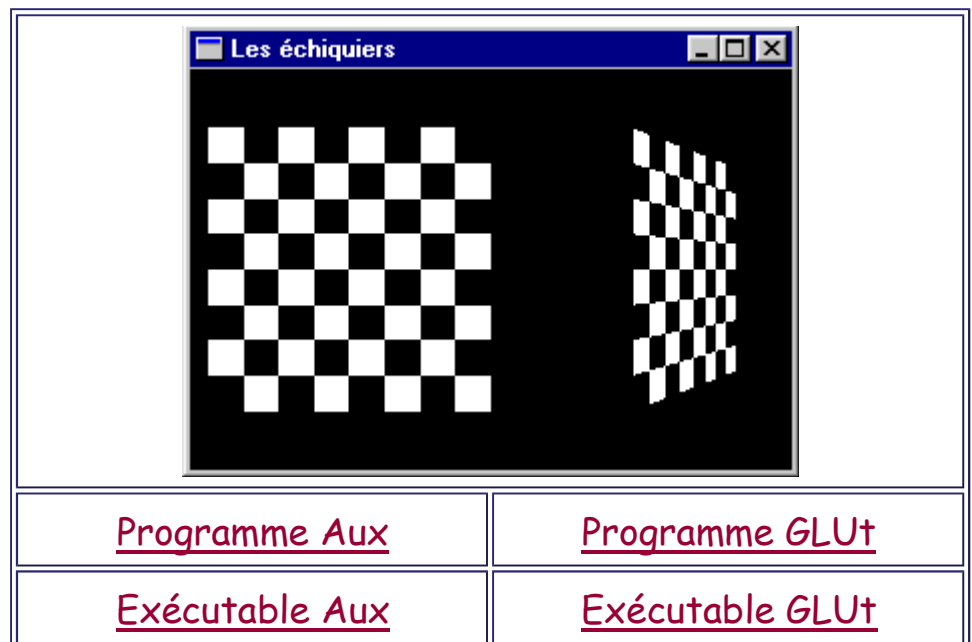 Les échiquiers
Programme Aux
Programme GLUt
Exécutable Aux
Exécutable GLUt